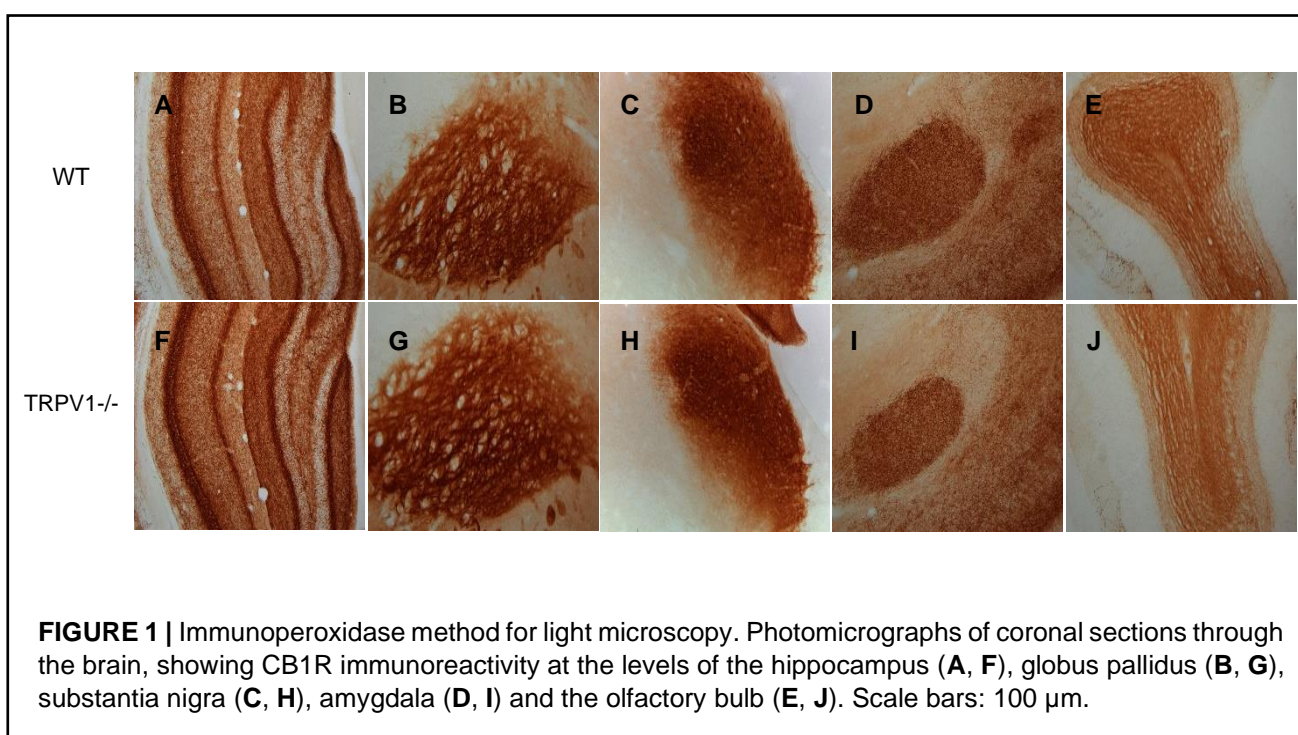 A B C D E
WT
F G H I J
TRPV1-/-
FIGURE 1 | Immunoperoxidase method for light microscopy. Photomicrographs of coronal sections through
the brain, showing CB1R immunoreactivity at the levels of the hippocampus (A, F), globus pallidus (B, G),
substantia nigra (C, H), amygdala (D, I) and the olfactory bulb (E, J). Scale bars: 100 µm.